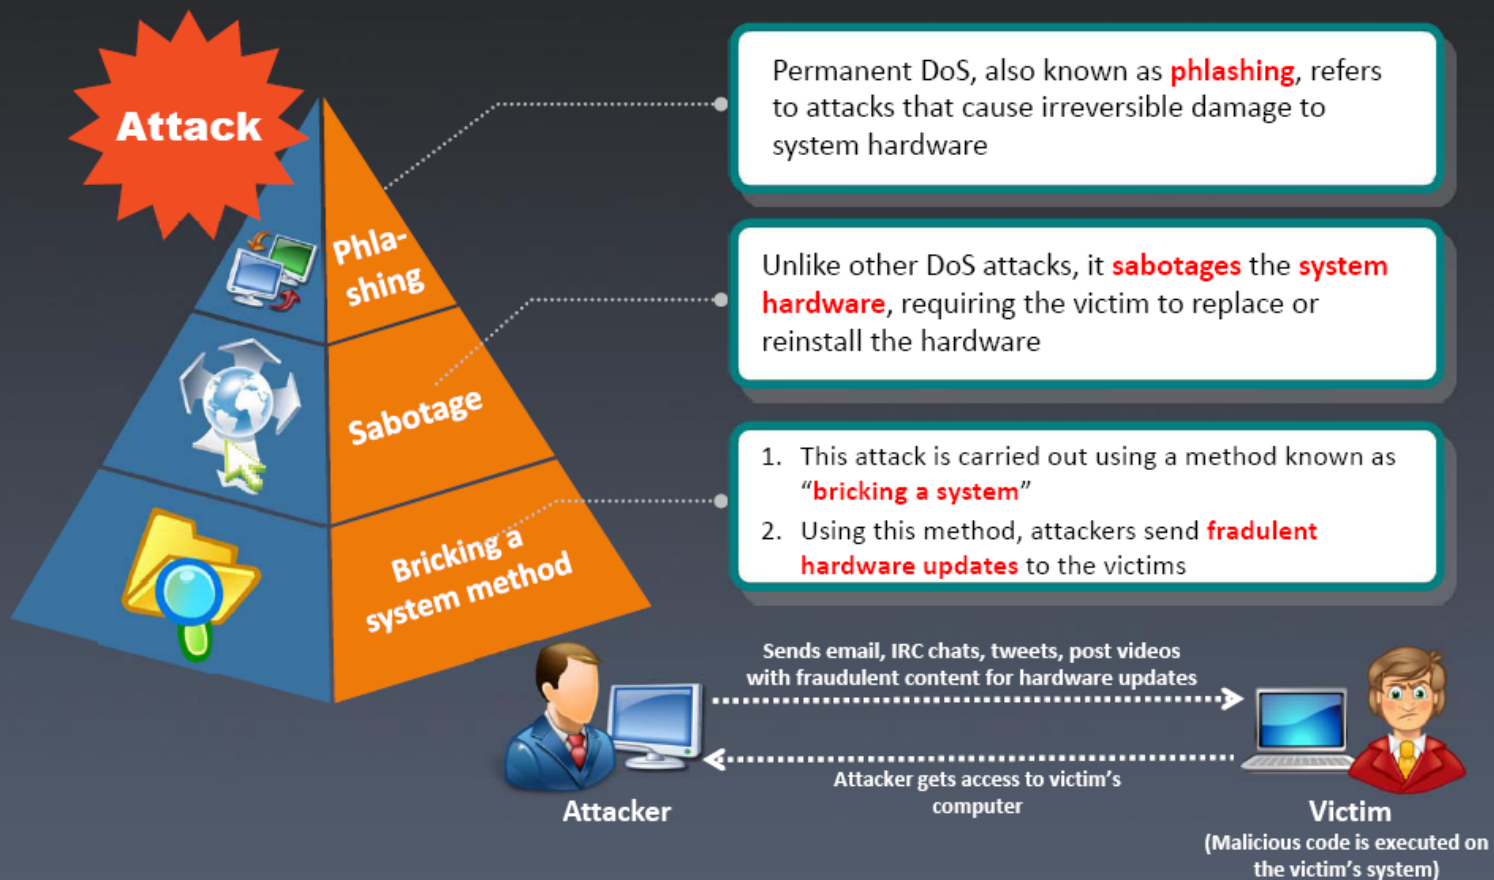 Attack
Phla-
shing
Sabotage
Bricking a
system method
Permanent DoS, also known as phlashing, refers
to attacks that cause irreversible damage to
system hardware
Unlike other DoS attacks, it sabotages the system
hardware, requiring the victim to replace or
reinstall the hardware
1. This attack is carried out using a method known as
“bricking a system”
2. Using this method, attackers send fradulent
hardware updates to the victims
Sends email, IRC chats, tweets, post videos
with fraudulent content for hardware updates
Attacker gets access to victim’s
computer
Attacker
Victim
(Malicious code is executed on
the victim’s system)